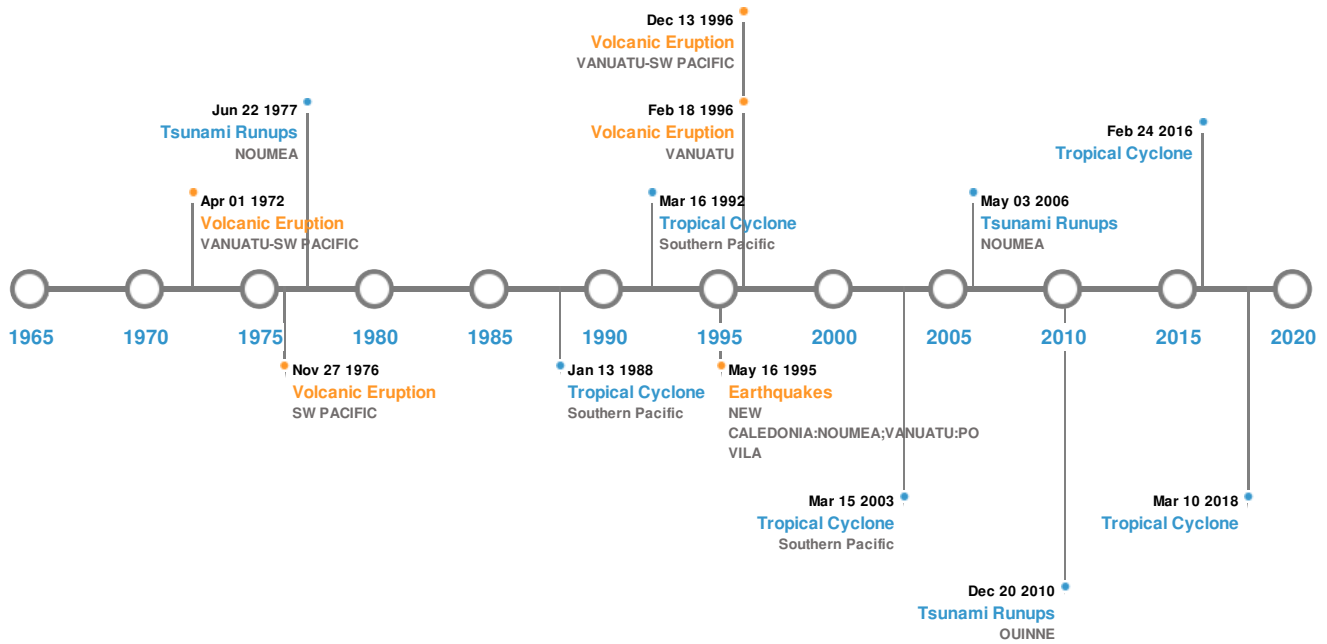 Dec 13 1996
Volcanic Eruption
VANUATU-SW PACIFIC
Jun 22 1977
Tsunami Runups
NOUMEA
Feb 18 1996
Volcanic Eruption
VANUATU
Feb 24 2016
Tropical Cyclone
Apr 01 1972
Volcanic Eruption
VANUATU-SW PACIFIC
Mar 16 1992
Tropical Cyclone
Southern Pacific
May 03 2006
Tsunami Runups
NOUMEA
1965 1970 1975 1980 1985 1990 1995 2000 2005 2010 2015 2020
Nov 27 1976
Volcanic Eruption
SW PACIFIC
Jan 13 1988
Tropical Cyclone
Southern Pacific
May 16 1995
Earthquakes
NEW
CALEDONIA:NOUMEA;VANUATU:PO
VILA
Mar 15 2003
Tropical Cyclone
Southern Pacific
Mar 10 2018
Tropical Cyclone
Dec 20 2010
Tsunami Runups
OUINNE